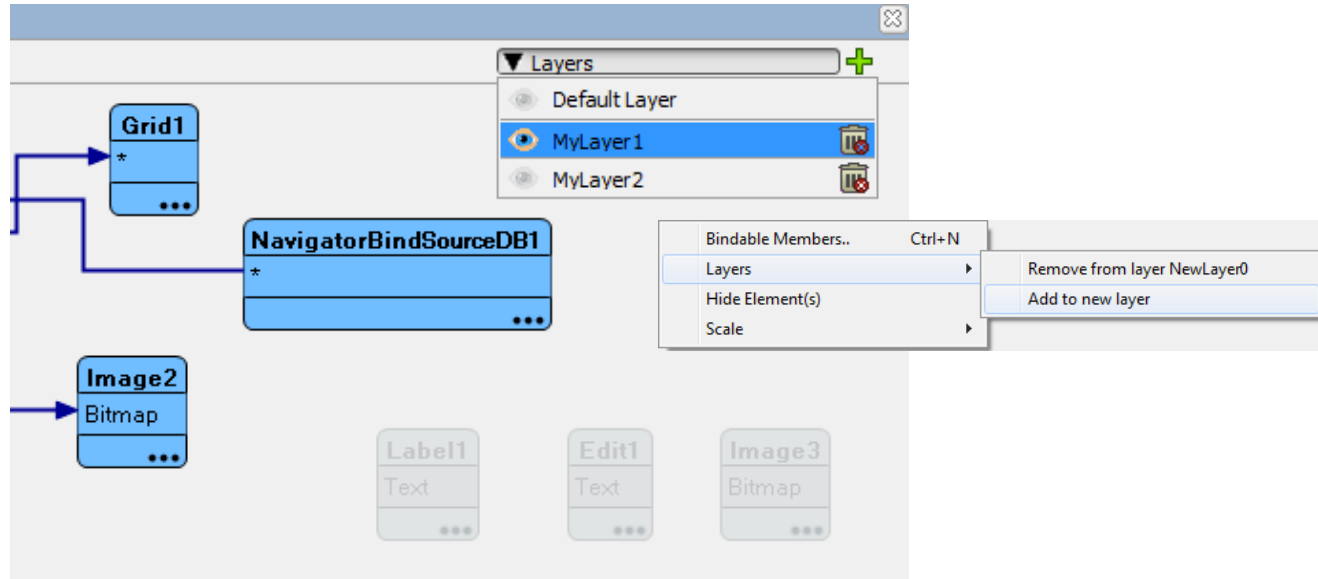 Layers
Default Layer
MyLayer1
MyLayer2
Grid1
*
NavigatorBindSourceDB1
*
Bindable Members.. Ctrl+N
Layers
Hide Element(s)
Scale
Remove from layer NewLayer0
Add to new layer
Image2
Bitmap
Label1
Text
Edit1
Text
Image3
Bitmap